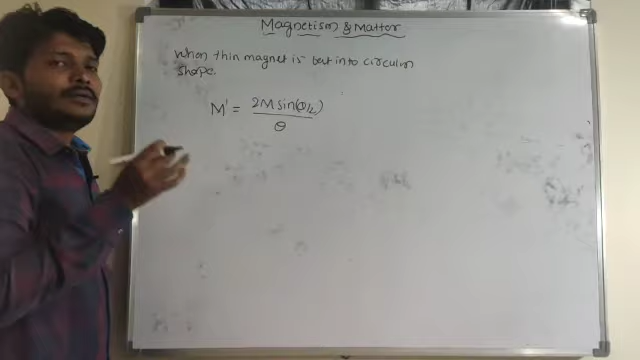 Magnetism & Matter
When thin magnet is bent into circular
shape.
M' = 2M sin(θ/2)
θ